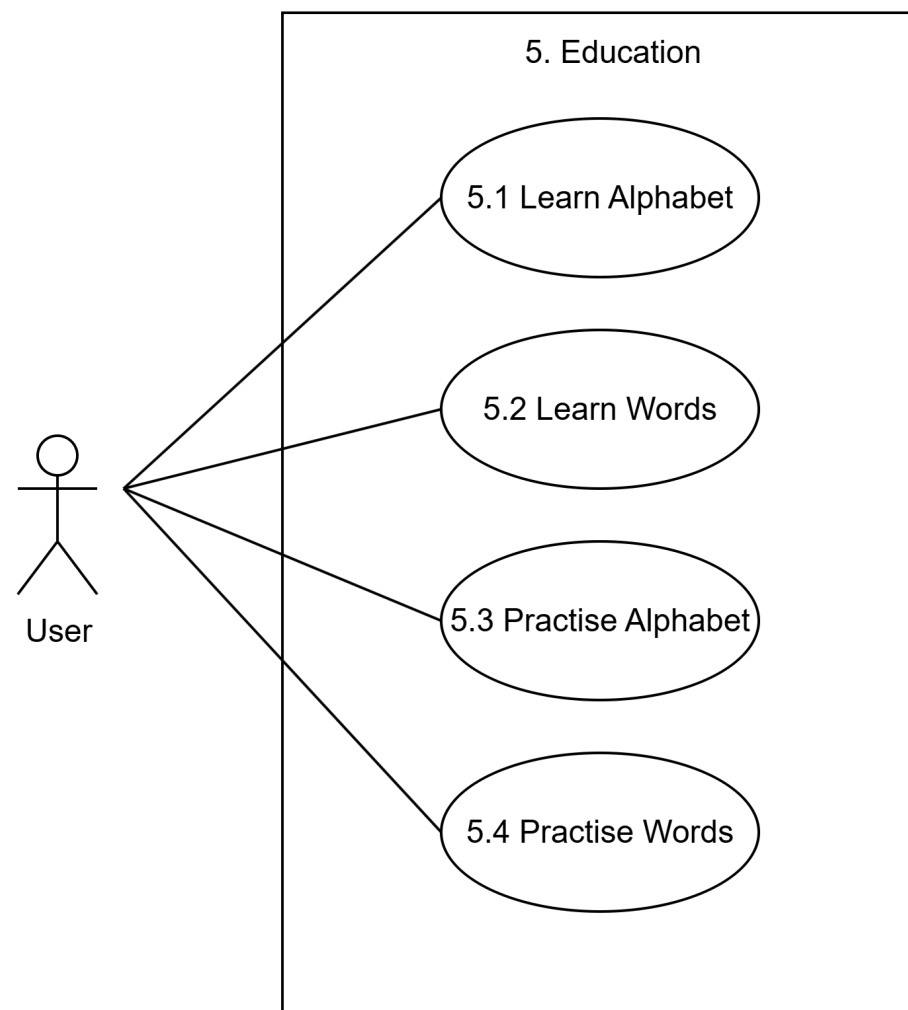 5. Education
5.1 Learn Alphabet
5.2 Learn Words
5.3 Practise Alphabet
5.4 Practise Words
User